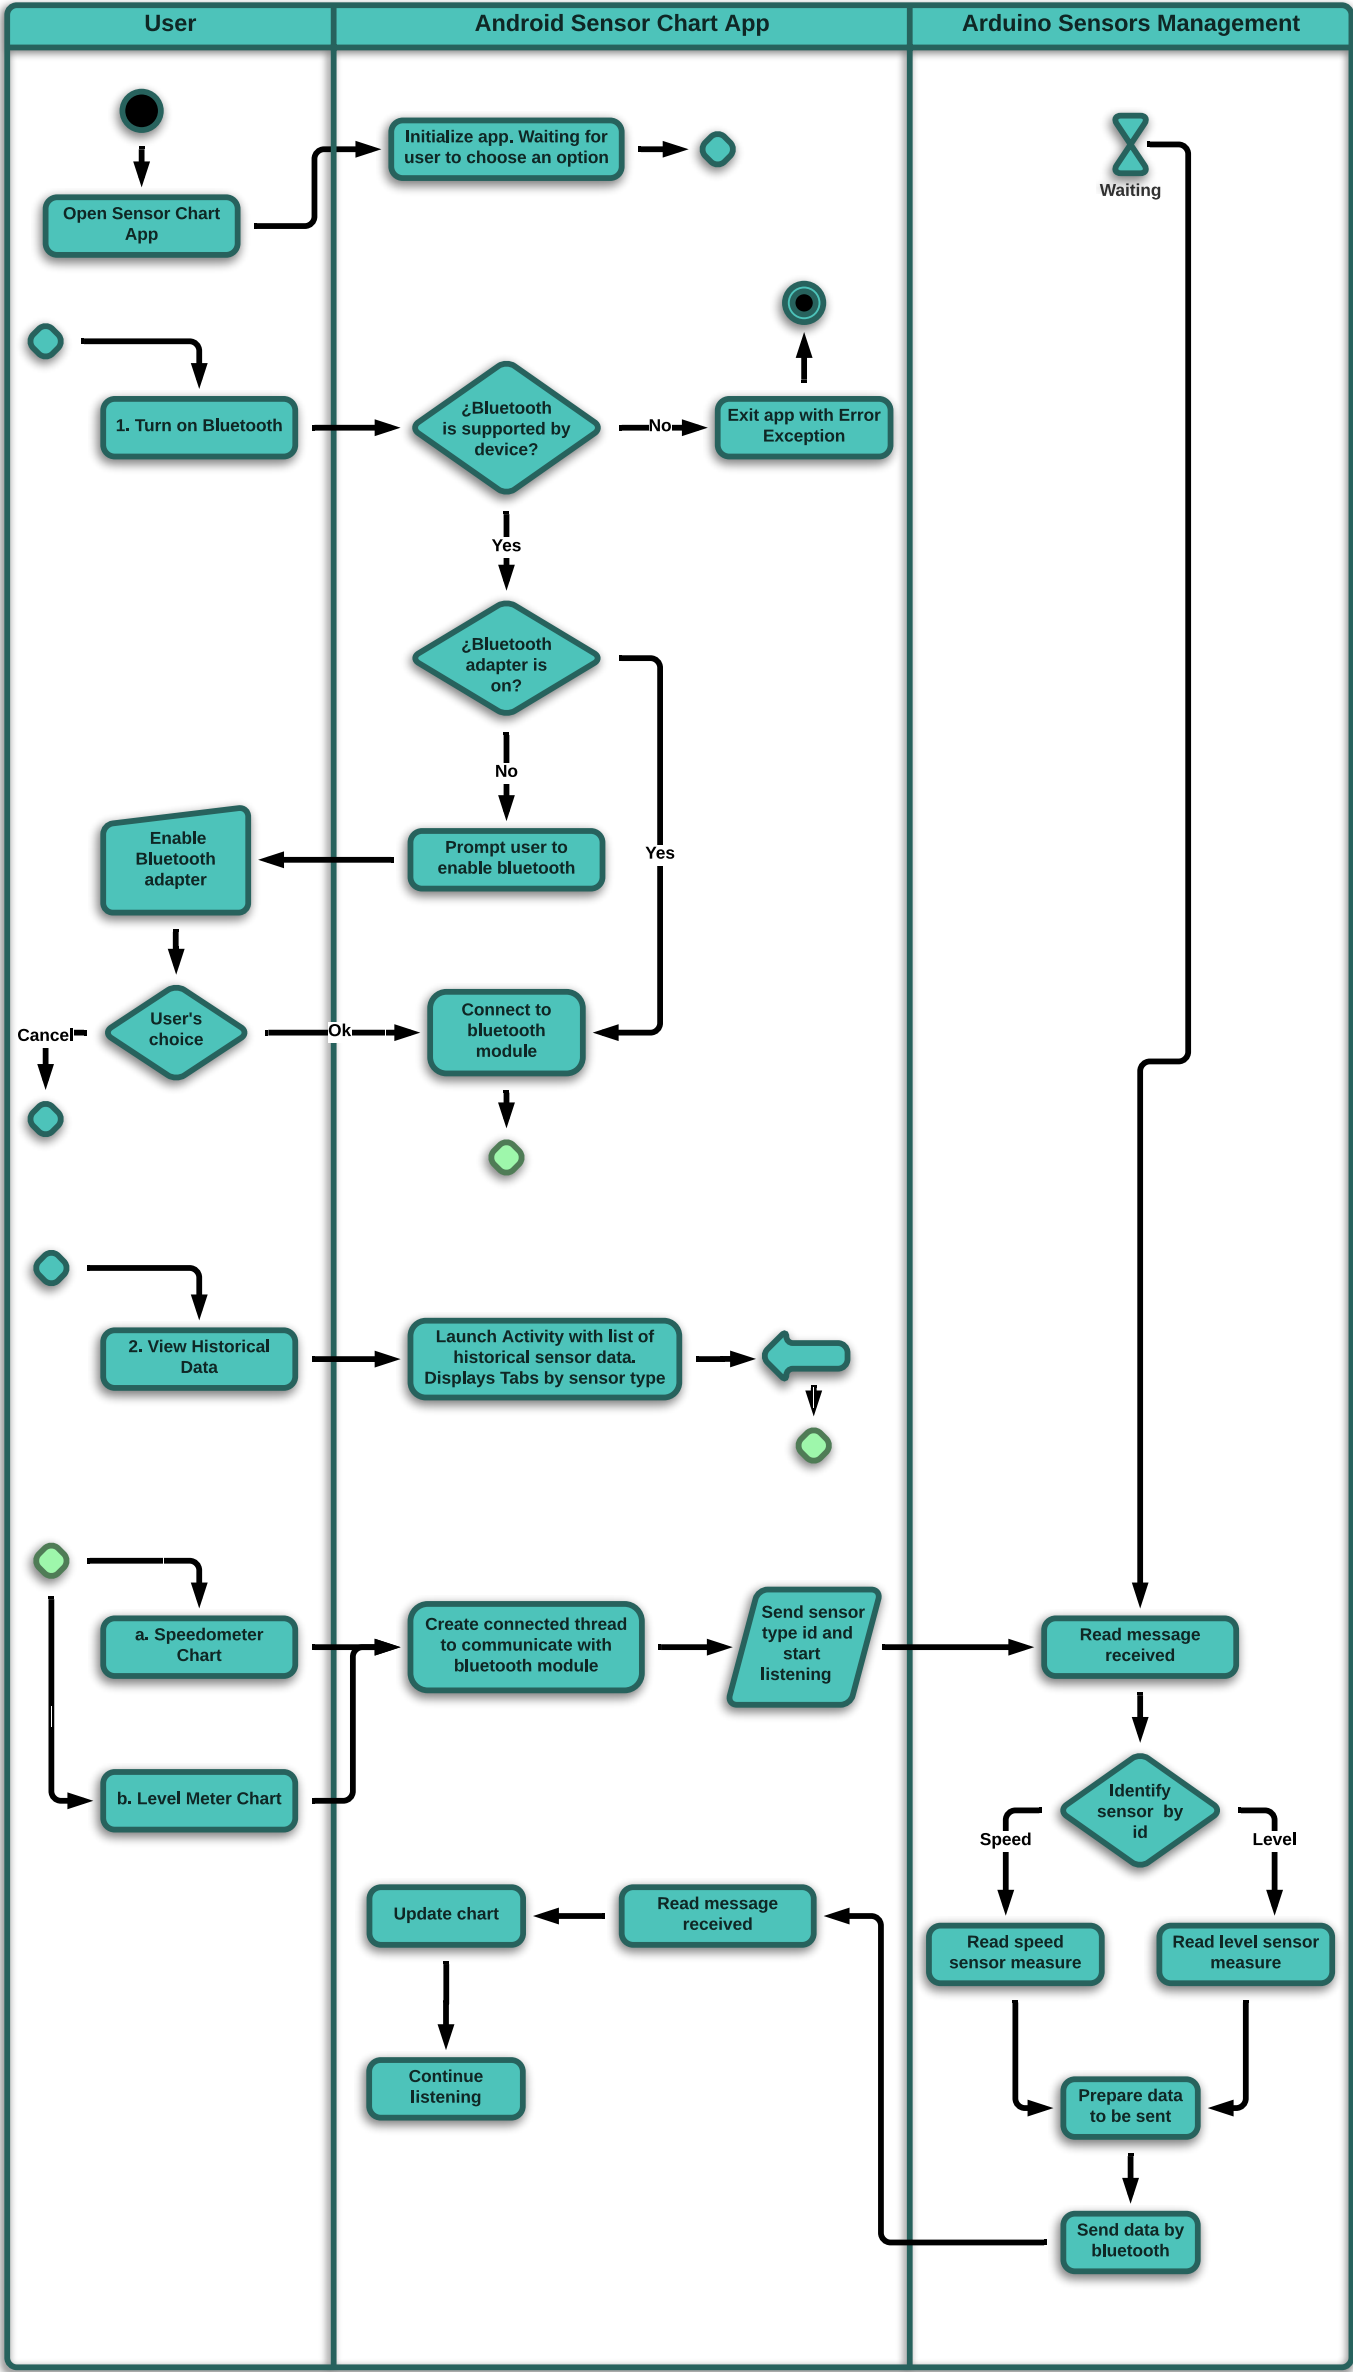 User
Android Sensor Chart App
Arduino Sensors Management
Initialize app. Waiting for
user to choose an option
Waiting
Open Sensor Chart
App
1. Turn on Bluetooth
¿Bluetooth
is supported by
device?
No
Exit app with Error
Exception
Yes
¿Bluetooth
adapter is
on?
No
Yes
Enable
Bluetooth
adapter
Prompt user to
enable bluetooth
User's
choice
Cancel
Ok
Connect to
bluetooth
module
2. View Historical
Data
Launch Activity with list of
historical sensor data.
Displays Tabs by sensor type
a. Speedometer
Chart
Create connected thread
to communicate with
bluetooth module
Send sensor
type id and
start
listening
Read message
received
b. Level Meter Chart
Identify
sensor by
id
Speed
Level
Update chart
Read message
received
Read speed
sensor measure
Read level sensor
measure
Continue
listening
Prepare data
to be sent
Send data by
bluetooth